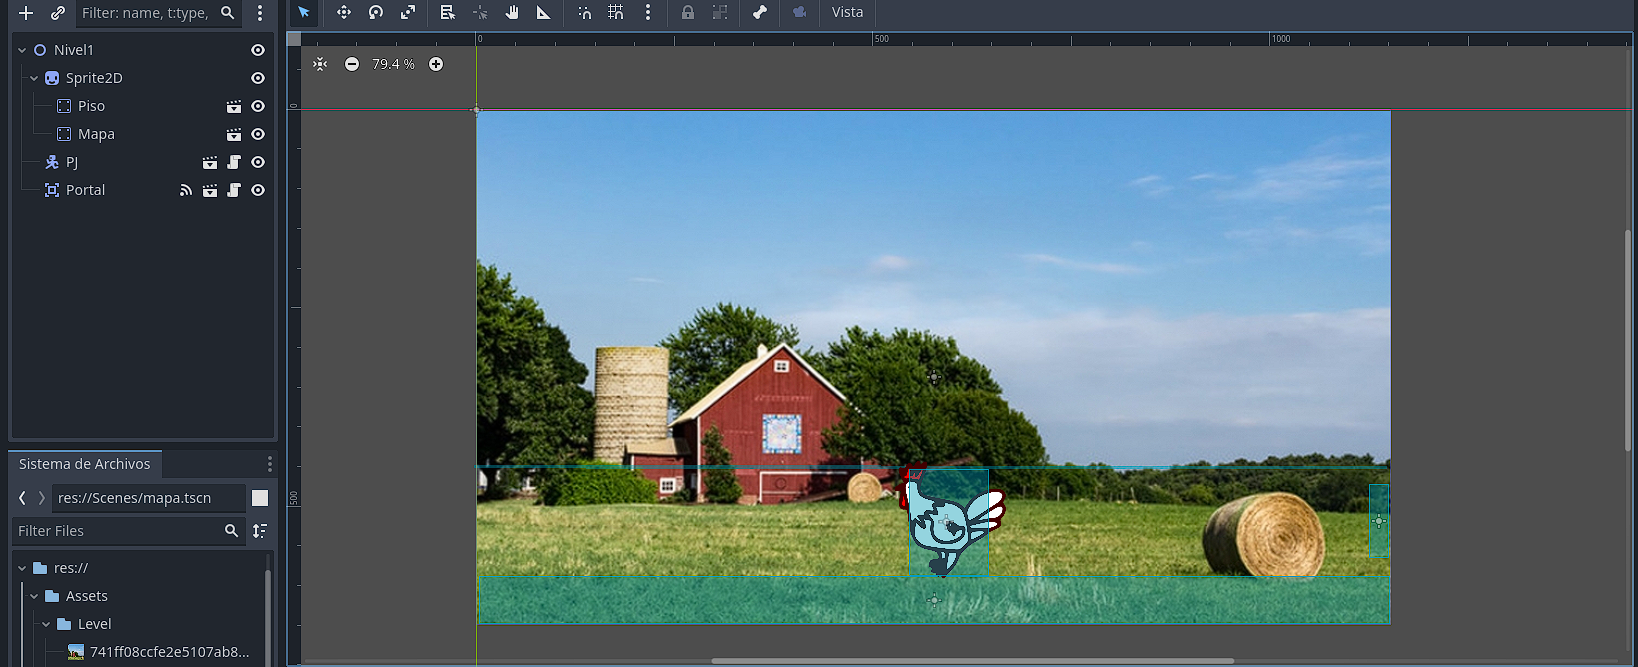 Filter: name, t:type,
Vista
Nivel1
Sprite2D
Piso
Mapa
PJ
Portal
0
500
1000
79.4 %
0
500
Sistema de Archivos
res://Scenes/mapa.tscn
Filter Files
res://
Assets
Level
741ff08ccfe2e5107ab8...